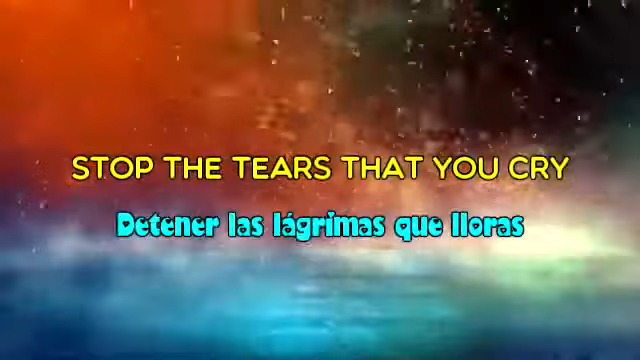 STOP THE TEARS THAT YOU CRY
Detener las lágrimas que lloras